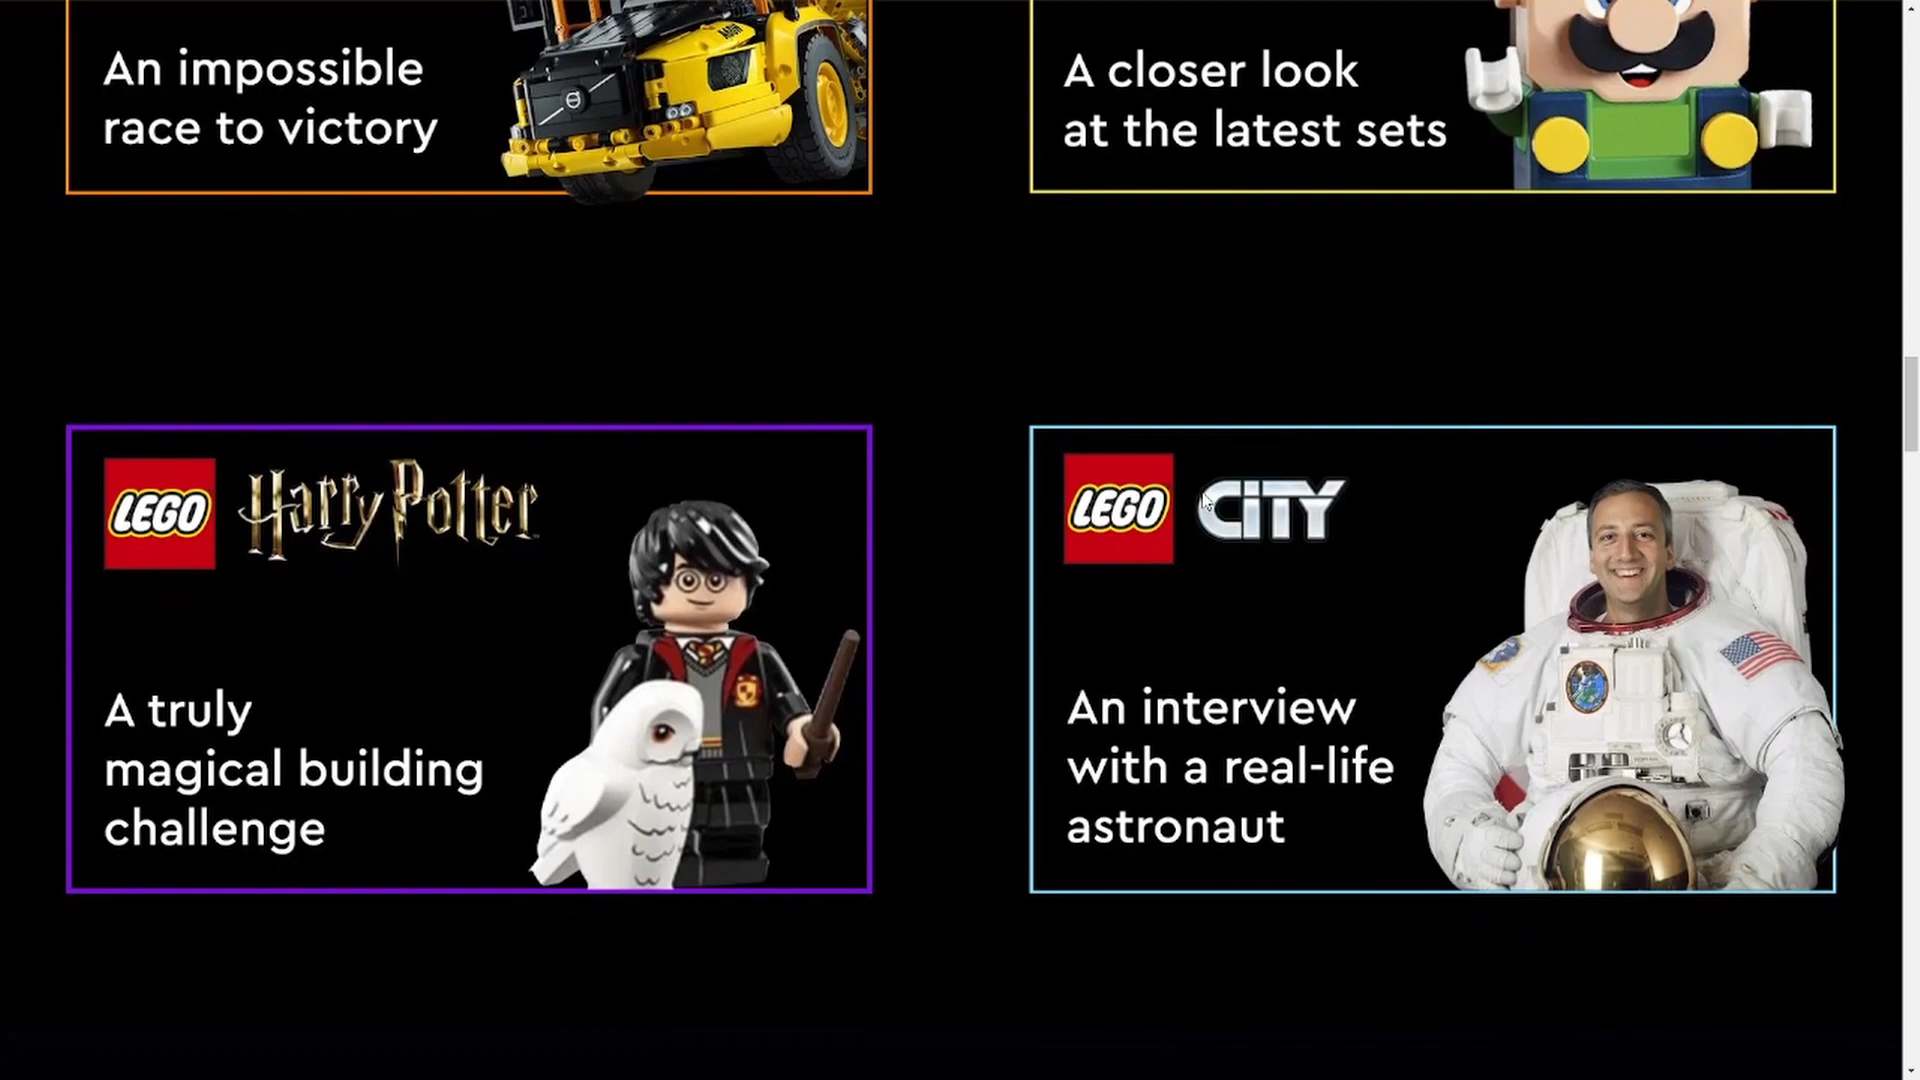 An impossible
race to victory
A closer look
at the latest sets
LEGO Harry Potter
A truly
magical building
challenge
LEGO CITY
An interview
with a real-life
astronaut